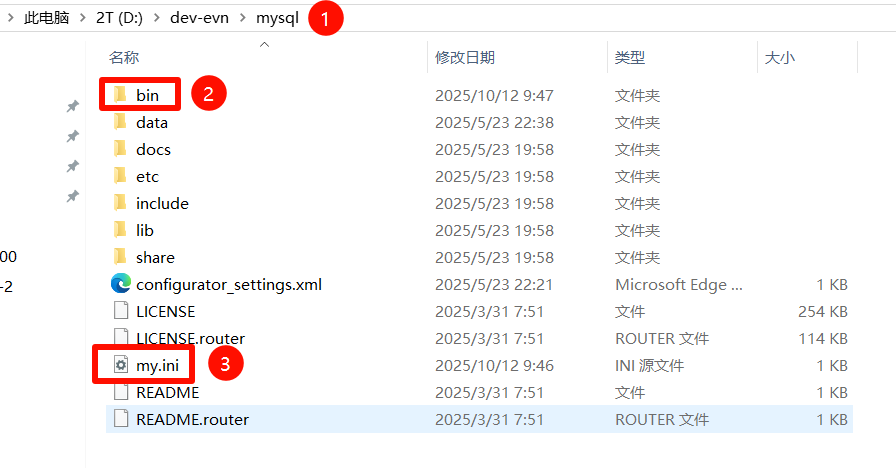 此电脑 > 2T (D:) > dev-evn > mysql 1
名称 修改日期 类型 大小
bin 2 2025/10/12 9:47 文件夹
data 2025/5/23 22:38 文件夹
docs 2025/5/23 19:58 文件夹
etc 2025/5/23 19:58 文件夹
include 2025/5/23 19:58 文件夹
00
lib 2025/5/23 19:58 文件夹
share 2025/5/23 19:58 文件夹
-2
configurator_settings.xml 2025/5/23 22:21 Microsoft Edge ... 1 KB
LICENSE 2025/3/31 7:51 文件 254 KB
LICENSE.router 2025/3/31 7:51 ROUTER 文件 114 KB
my.ini 3 2025/10/12 9:46 INI 源文件 1 KB
README 2025/3/31 7:51 文件 1 KB
README.router 2025/3/31 7:51 ROUTER 文件 1 KB